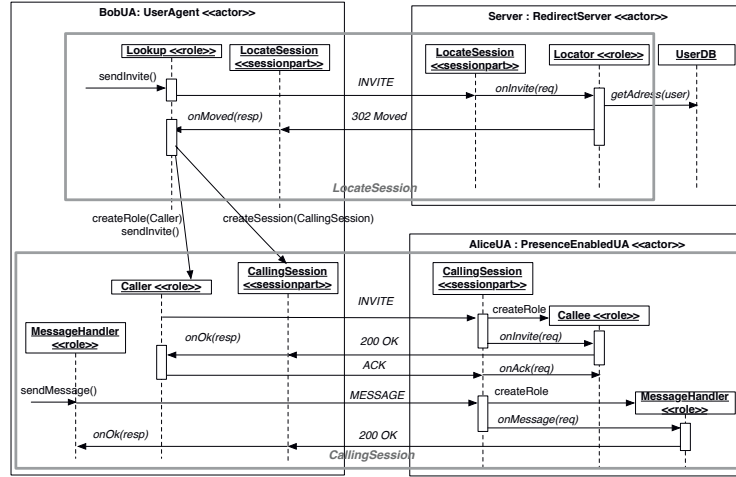 BobUA: UserAgent <<actor>>
Server : RedirectServer <<actor>>
Lookup <<role>>
LocateSession
<<sessionpart>>
LocateSession
<<sessionpart>>
Locator <<role>>
UserDB
sendInvite()
INVITE
onInvite(req)
getAdress(user)
onMoved(resp)
302 Moved
LocateSession
createRole(Caller)
sendInvite()
createSession(CallingSession)
AliceUA : PresenceEnabledUA <<actor>>
Caller <<role>>
CallingSession
<<sessionpart>>
CallingSession
<<sessionpart>>
INVITE
createRole
Callee <<role>>
MessageHandler
<<role>>
onOk(resp)
200 OK
onInvite(req)
ACK
onAck(req)
sendMessage()
MESSAGE
createRole
MessageHandler
<<role>>
onMessage(req)
onOk(resp)
200 OK
CallingSession